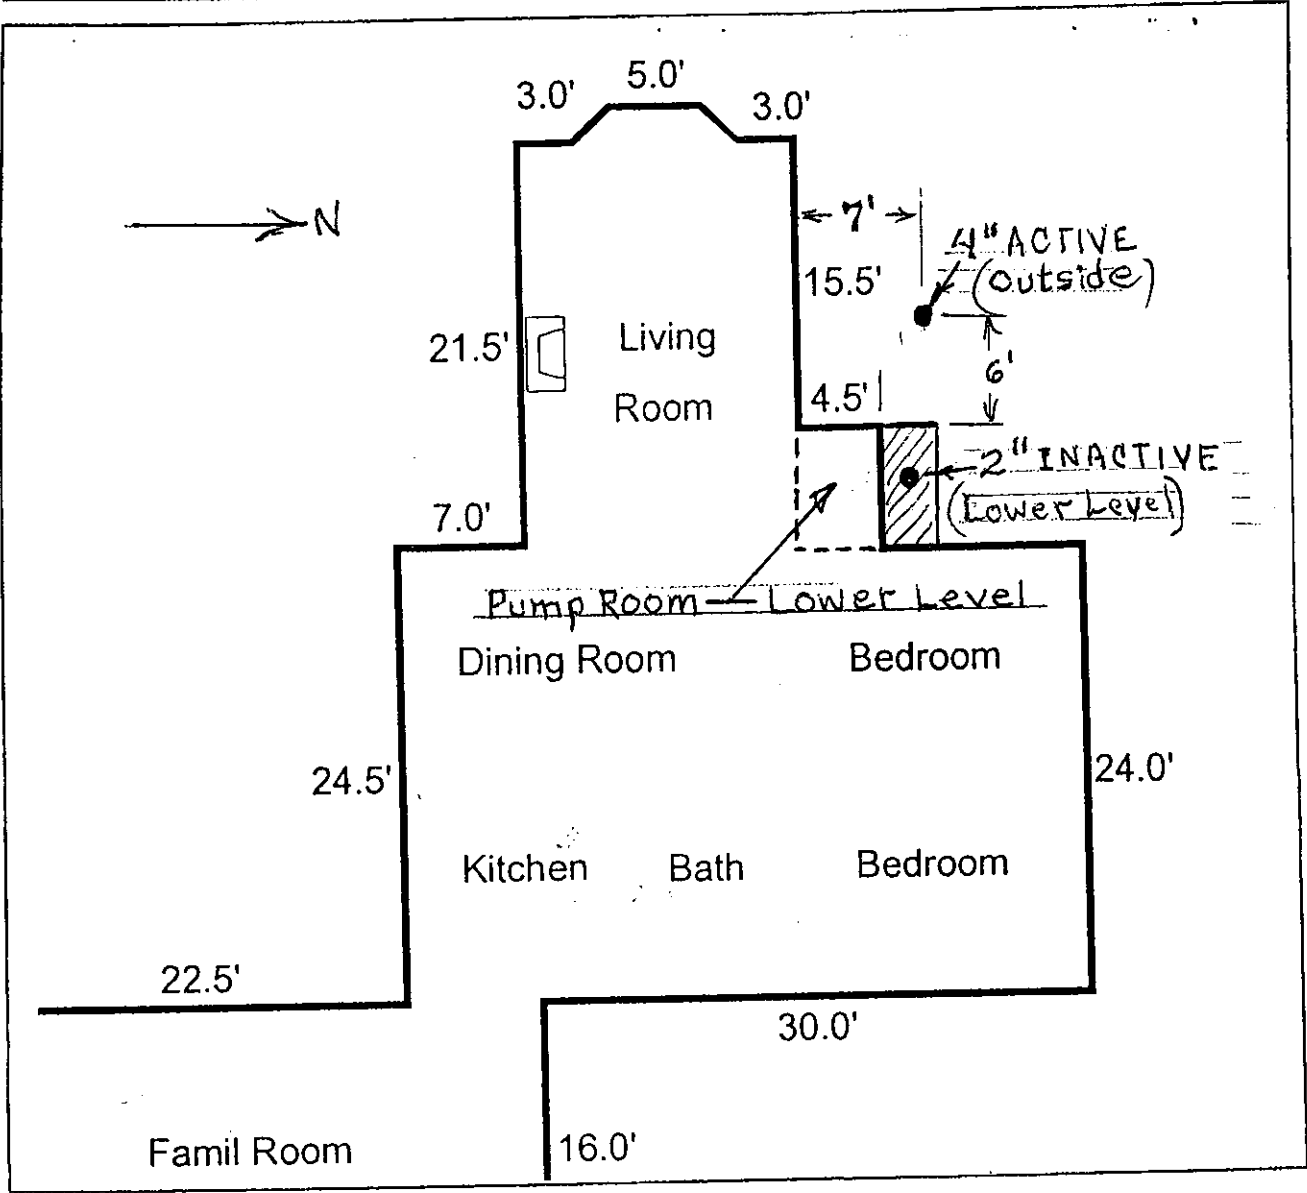 5.0'
3.0'
3.0'
N
7'
4" ACTIVE
(Outside)
15.5'
Living
21.5'
6'
Room
4.5'
2" INACTIVE
(Lower Level)
7.0'
Pump Room — Lower Level
Dining Room
Bedroom
24.5'
24.0'
Kitchen
Bath
Bedroom
22.5'
30.0'
Famil Room
16.0'